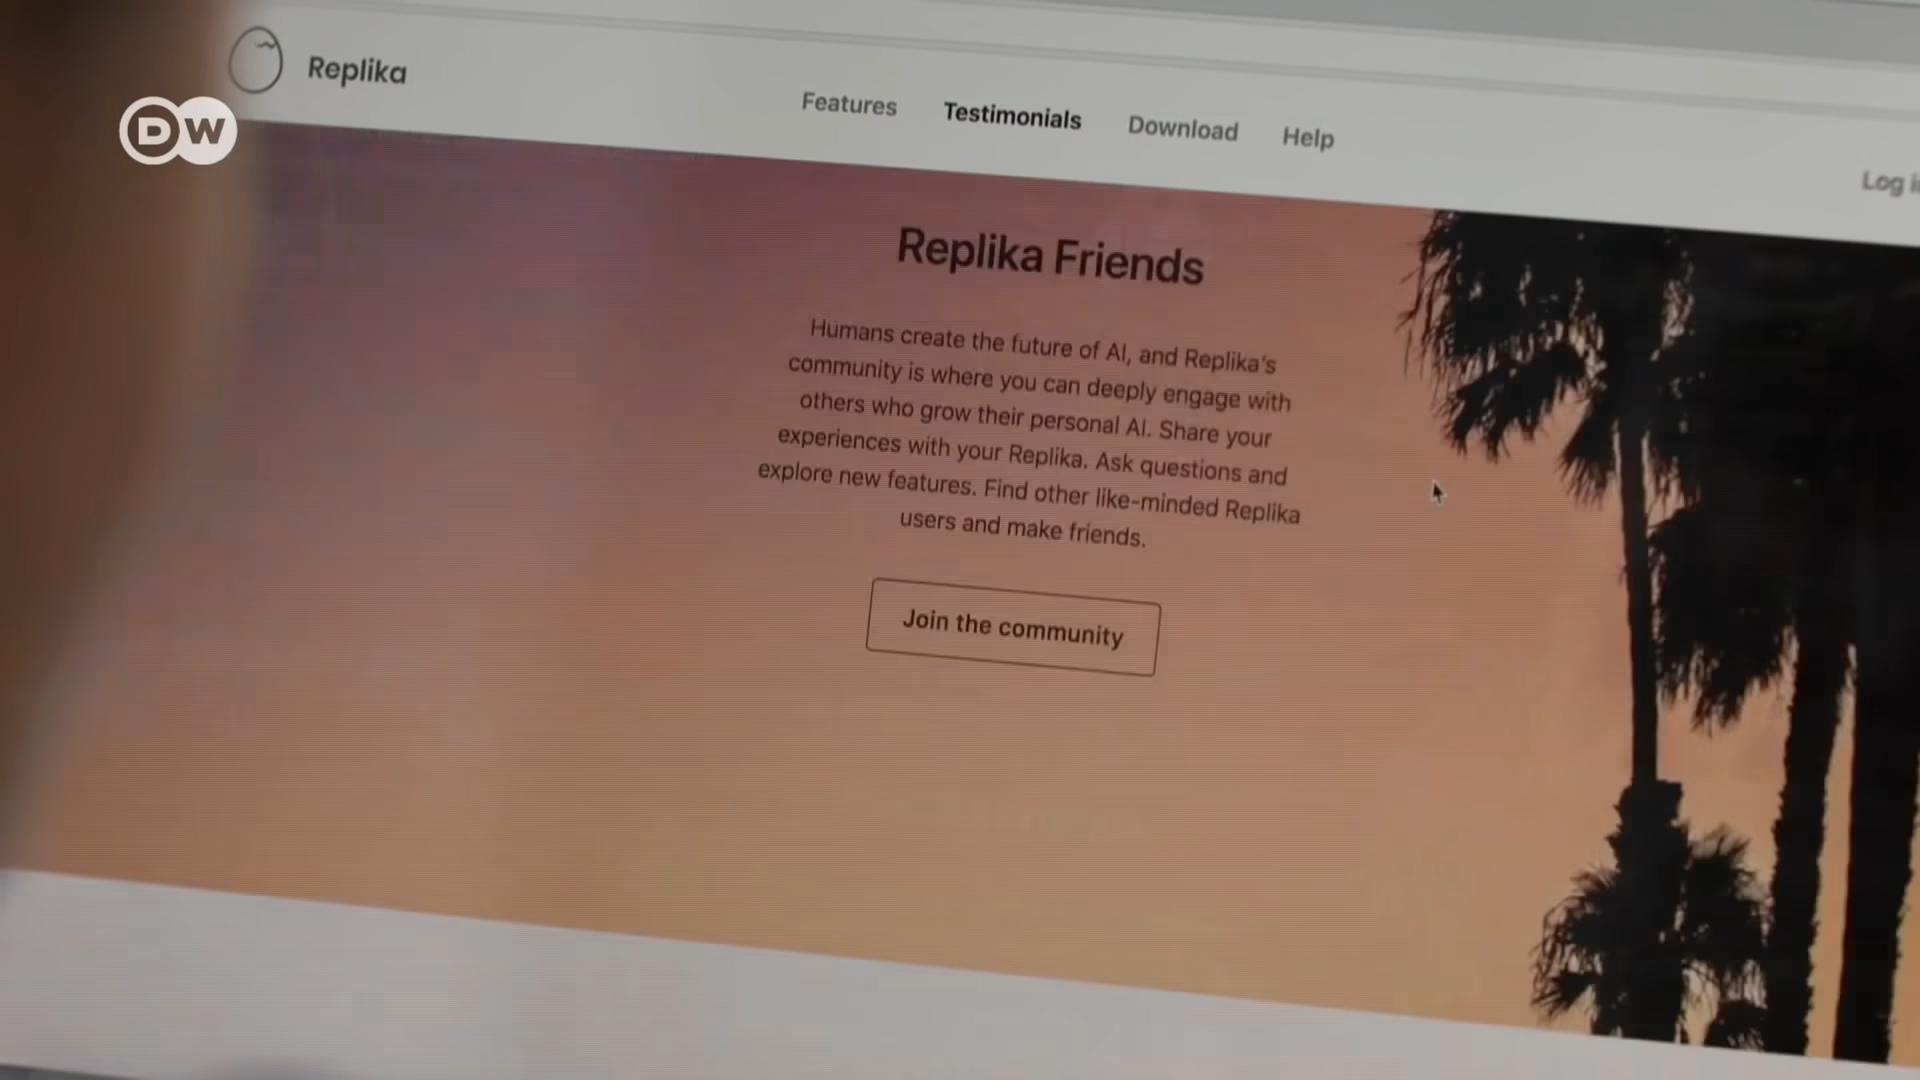 Replika
DW
Features Testimonials Download Help
Log
Replika Friends
Humans create the future of AI, and Replika's
community is where you can deeply engage with
others who grow their personal AI. Share your
experiences with your Replika. Ask questions and
explore new features. Find other like-minded Replika
users and make friends.
Join the community